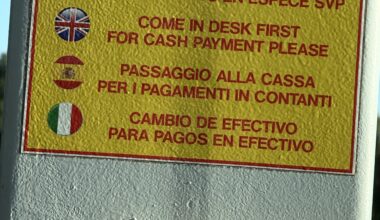 EN ESPECE SVP
COME IN DESK FIRST
FOR CASH PAYMENT PLEASE
PASSAGGIO ALLA CASSA
PER I PAGAMENTI IN CONTANTI
CAMBIO DE EFECTIVO
PARA PAGOS EN EFECTIVO